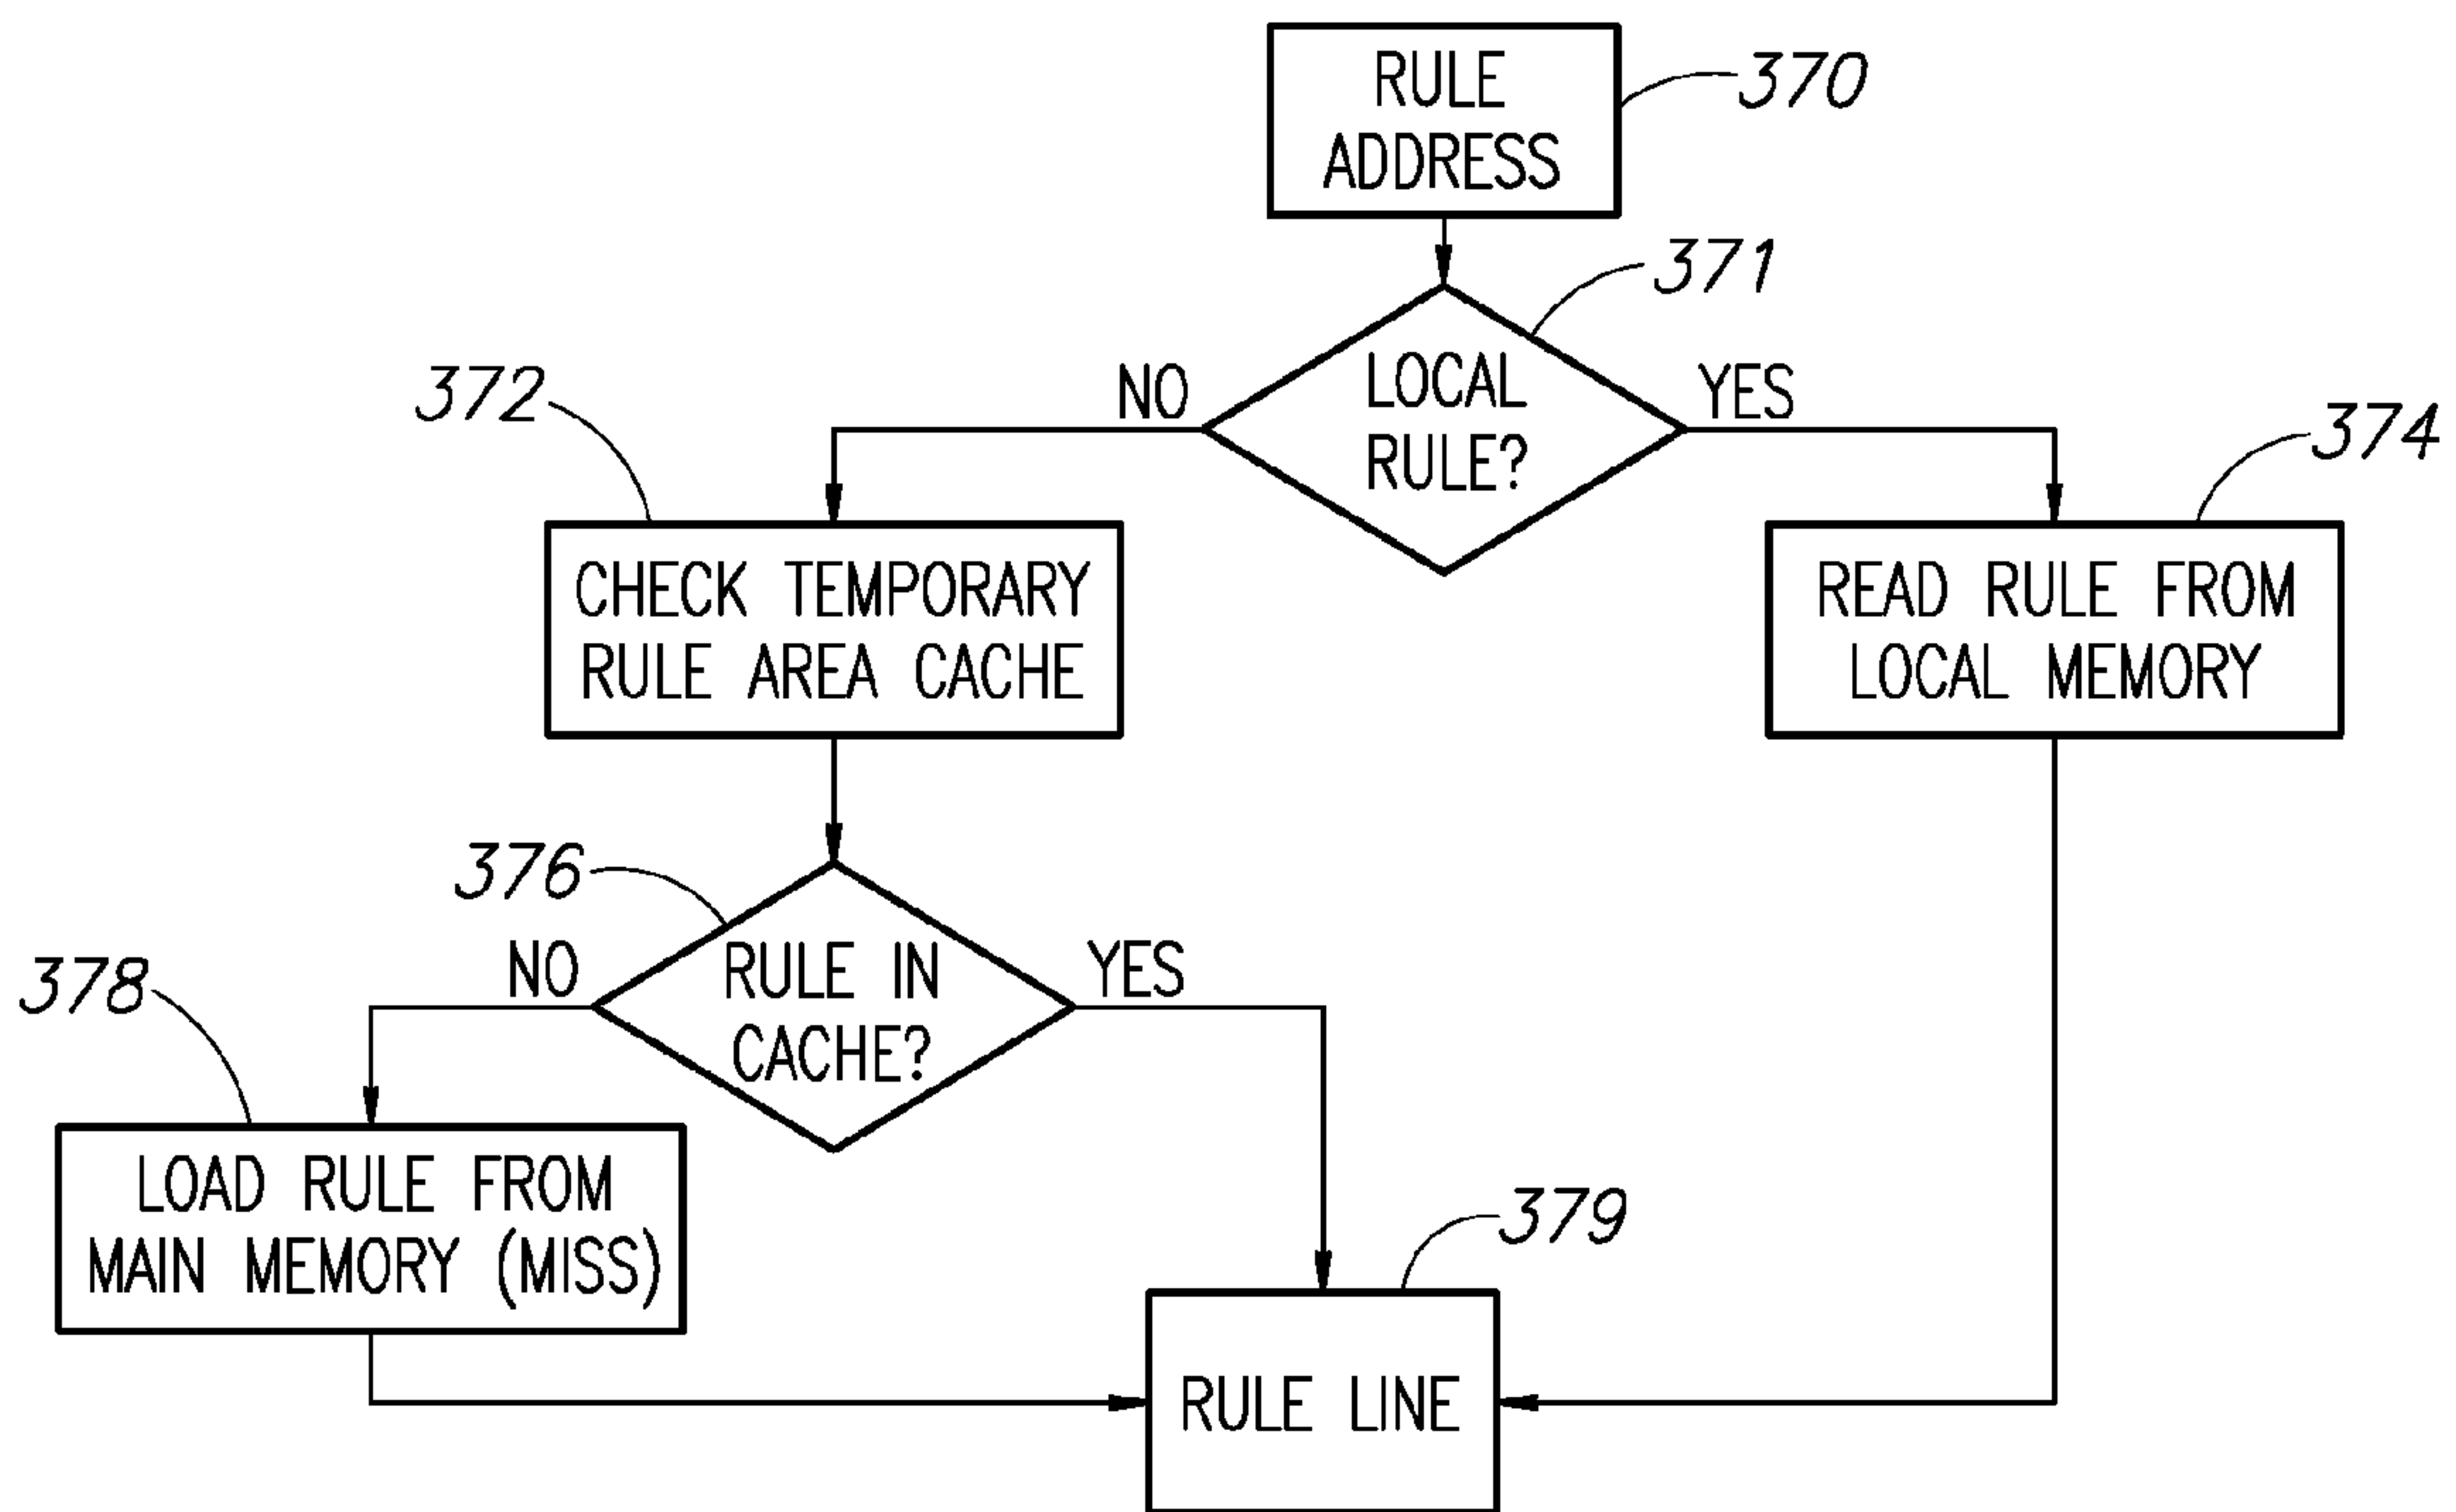 RULE
ADDRESS
370
371
LOCAL
RULE?
NO
YES
372
374
CHECK TEMPORARY
RULE AREA CACHE
READ RULE FROM
LOCAL MEMORY
376
RULE IN
CACHE?
NO
YES
378
LOAD RULE FROM
MAIN MEMORY (MISS)
379
RULE LINE